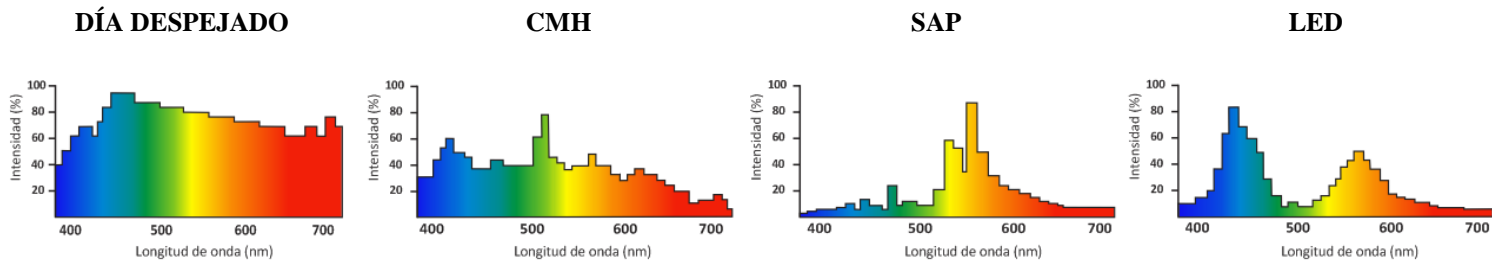 DÍA DESPEJADO
Intensidad (%)
100
80
60
40
20
400 500 600 700
Longitud de onda (nm)
CMH
Intensidad (%)
100
80
60
40
20
400 500 600 700
Longitud de onda (nm)
SAP
Intensidad (%)
100
80
60
40
20
400 500 600 700
Longitud de onda (nm)
LED
Intensidad (%)
100
80
60
40
20
400 500 600 700
Longitud de onda (nm)